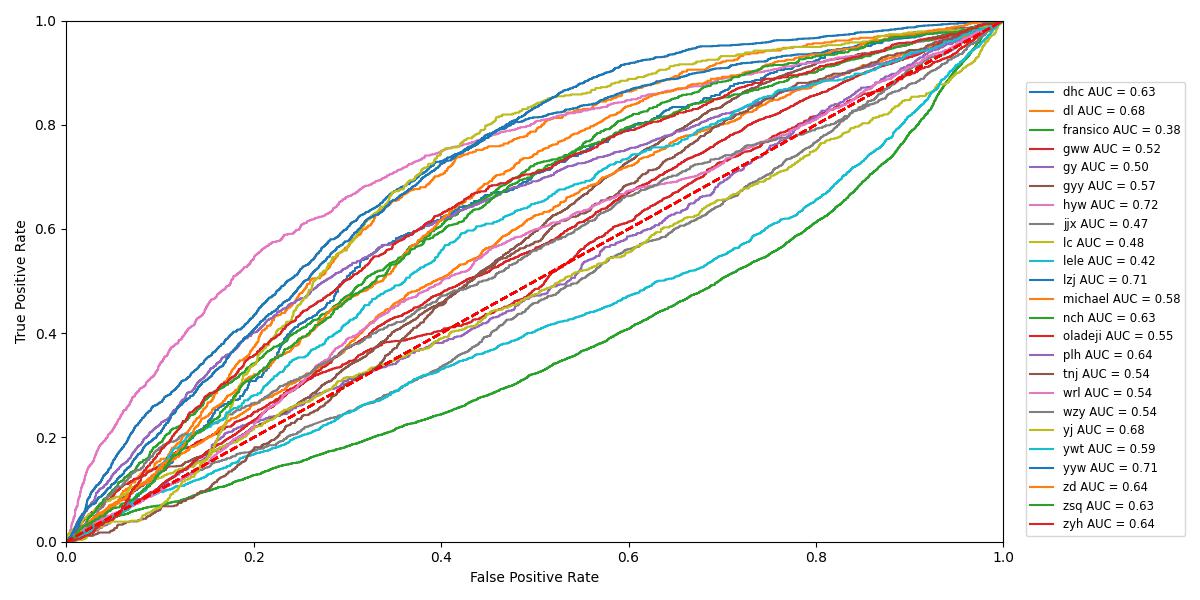 1.0
0.8
0.6
0.4
0.2
0.0
0.0 0.2 0.4 0.6 0.8 1.0
True Positive Rate
False Positive Rate
dhc AUC = 0.63
dl AUC = 0.68
fransico AUC = 0.38
gww AUC = 0.52
gy AUC = 0.50
gyy AUC = 0.57
hyw AUC = 0.72
jjx AUC = 0.47
lc AUC = 0.48
lele AUC = 0.42
lzj AUC = 0.71
michael AUC = 0.58
nch AUC = 0.63
oladeji AUC = 0.55
plh AUC = 0.64
tnj AUC = 0.54
wrl AUC = 0.54
wzy AUC = 0.54
yj AUC = 0.68
ywt AUC = 0.59
yyw AUC = 0.71
zd AUC = 0.64
zsq AUC = 0.63
zyh AUC = 0.64